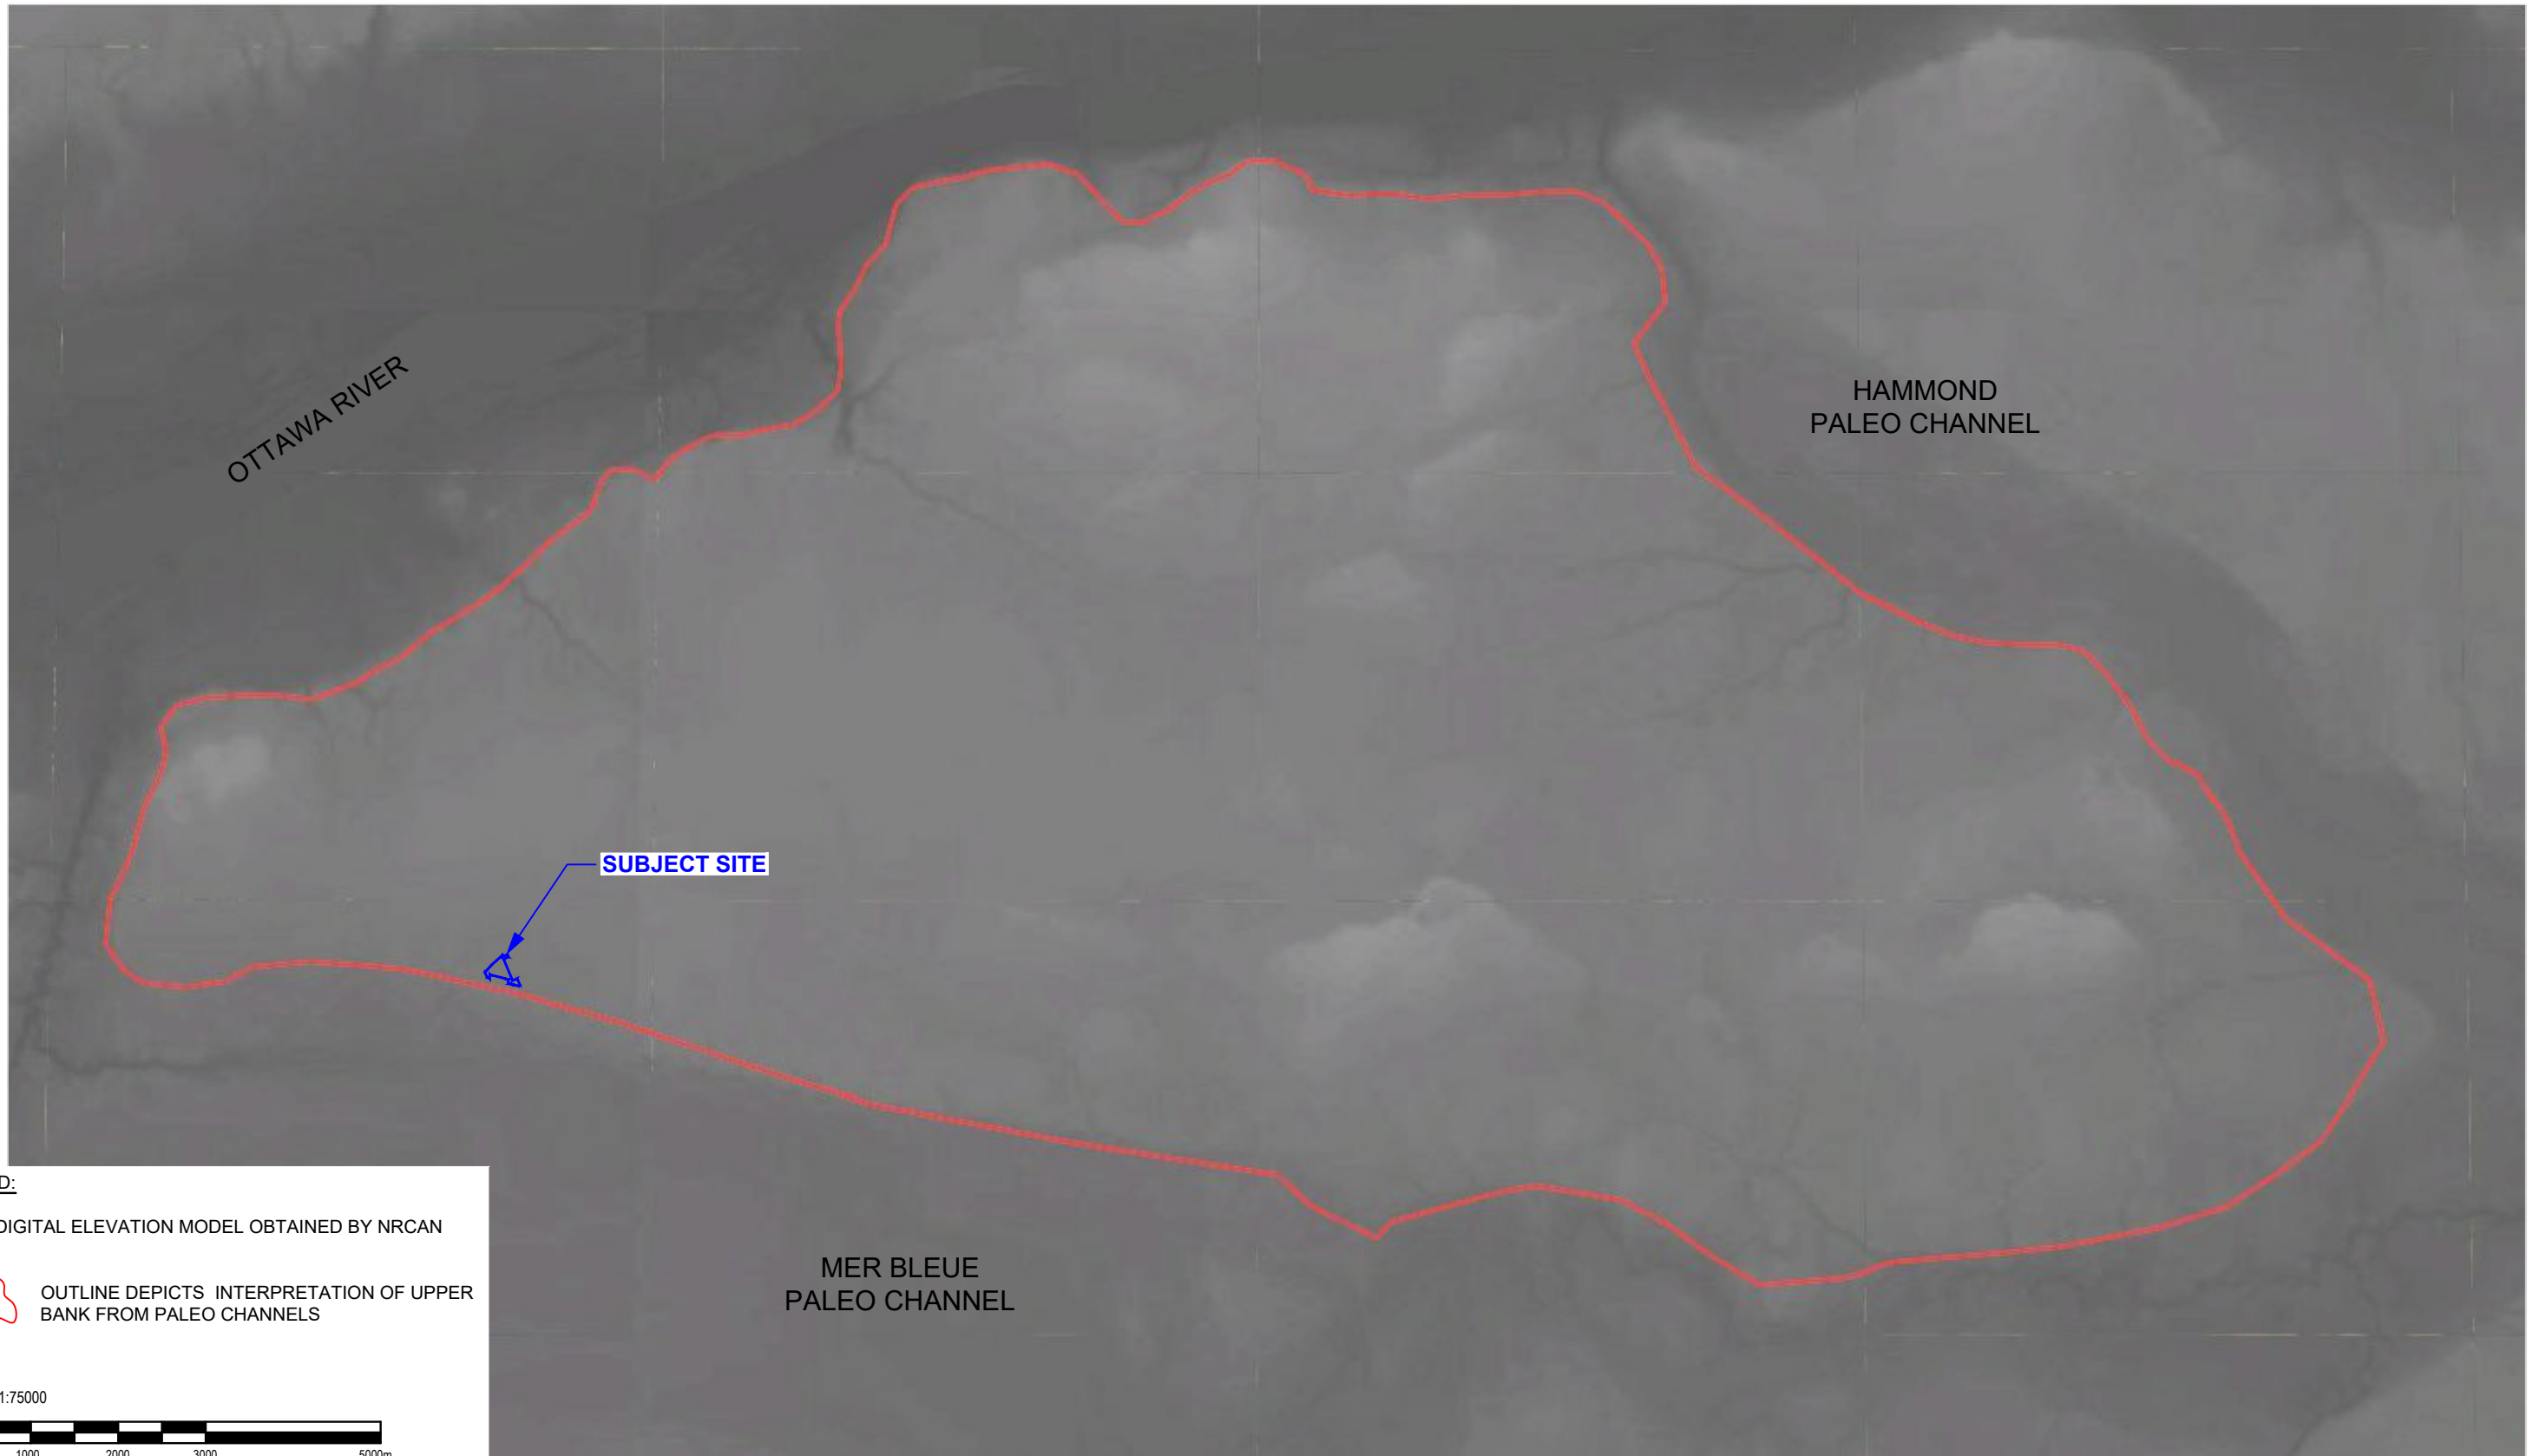 OTTAWA RIVER
HAMMOND
PALEO CHANNEL
SUBJECT SITE
MER BLEUE
PALEO CHANNEL
D:
DIGITAL ELEVATION MODEL OBTAINED BY NRCAN
OUTLINE DEPICTS INTERPRETATION OF UPPER
BANK FROM PALEO CHANNELS
1:75000
1000 2000 3000 5000m